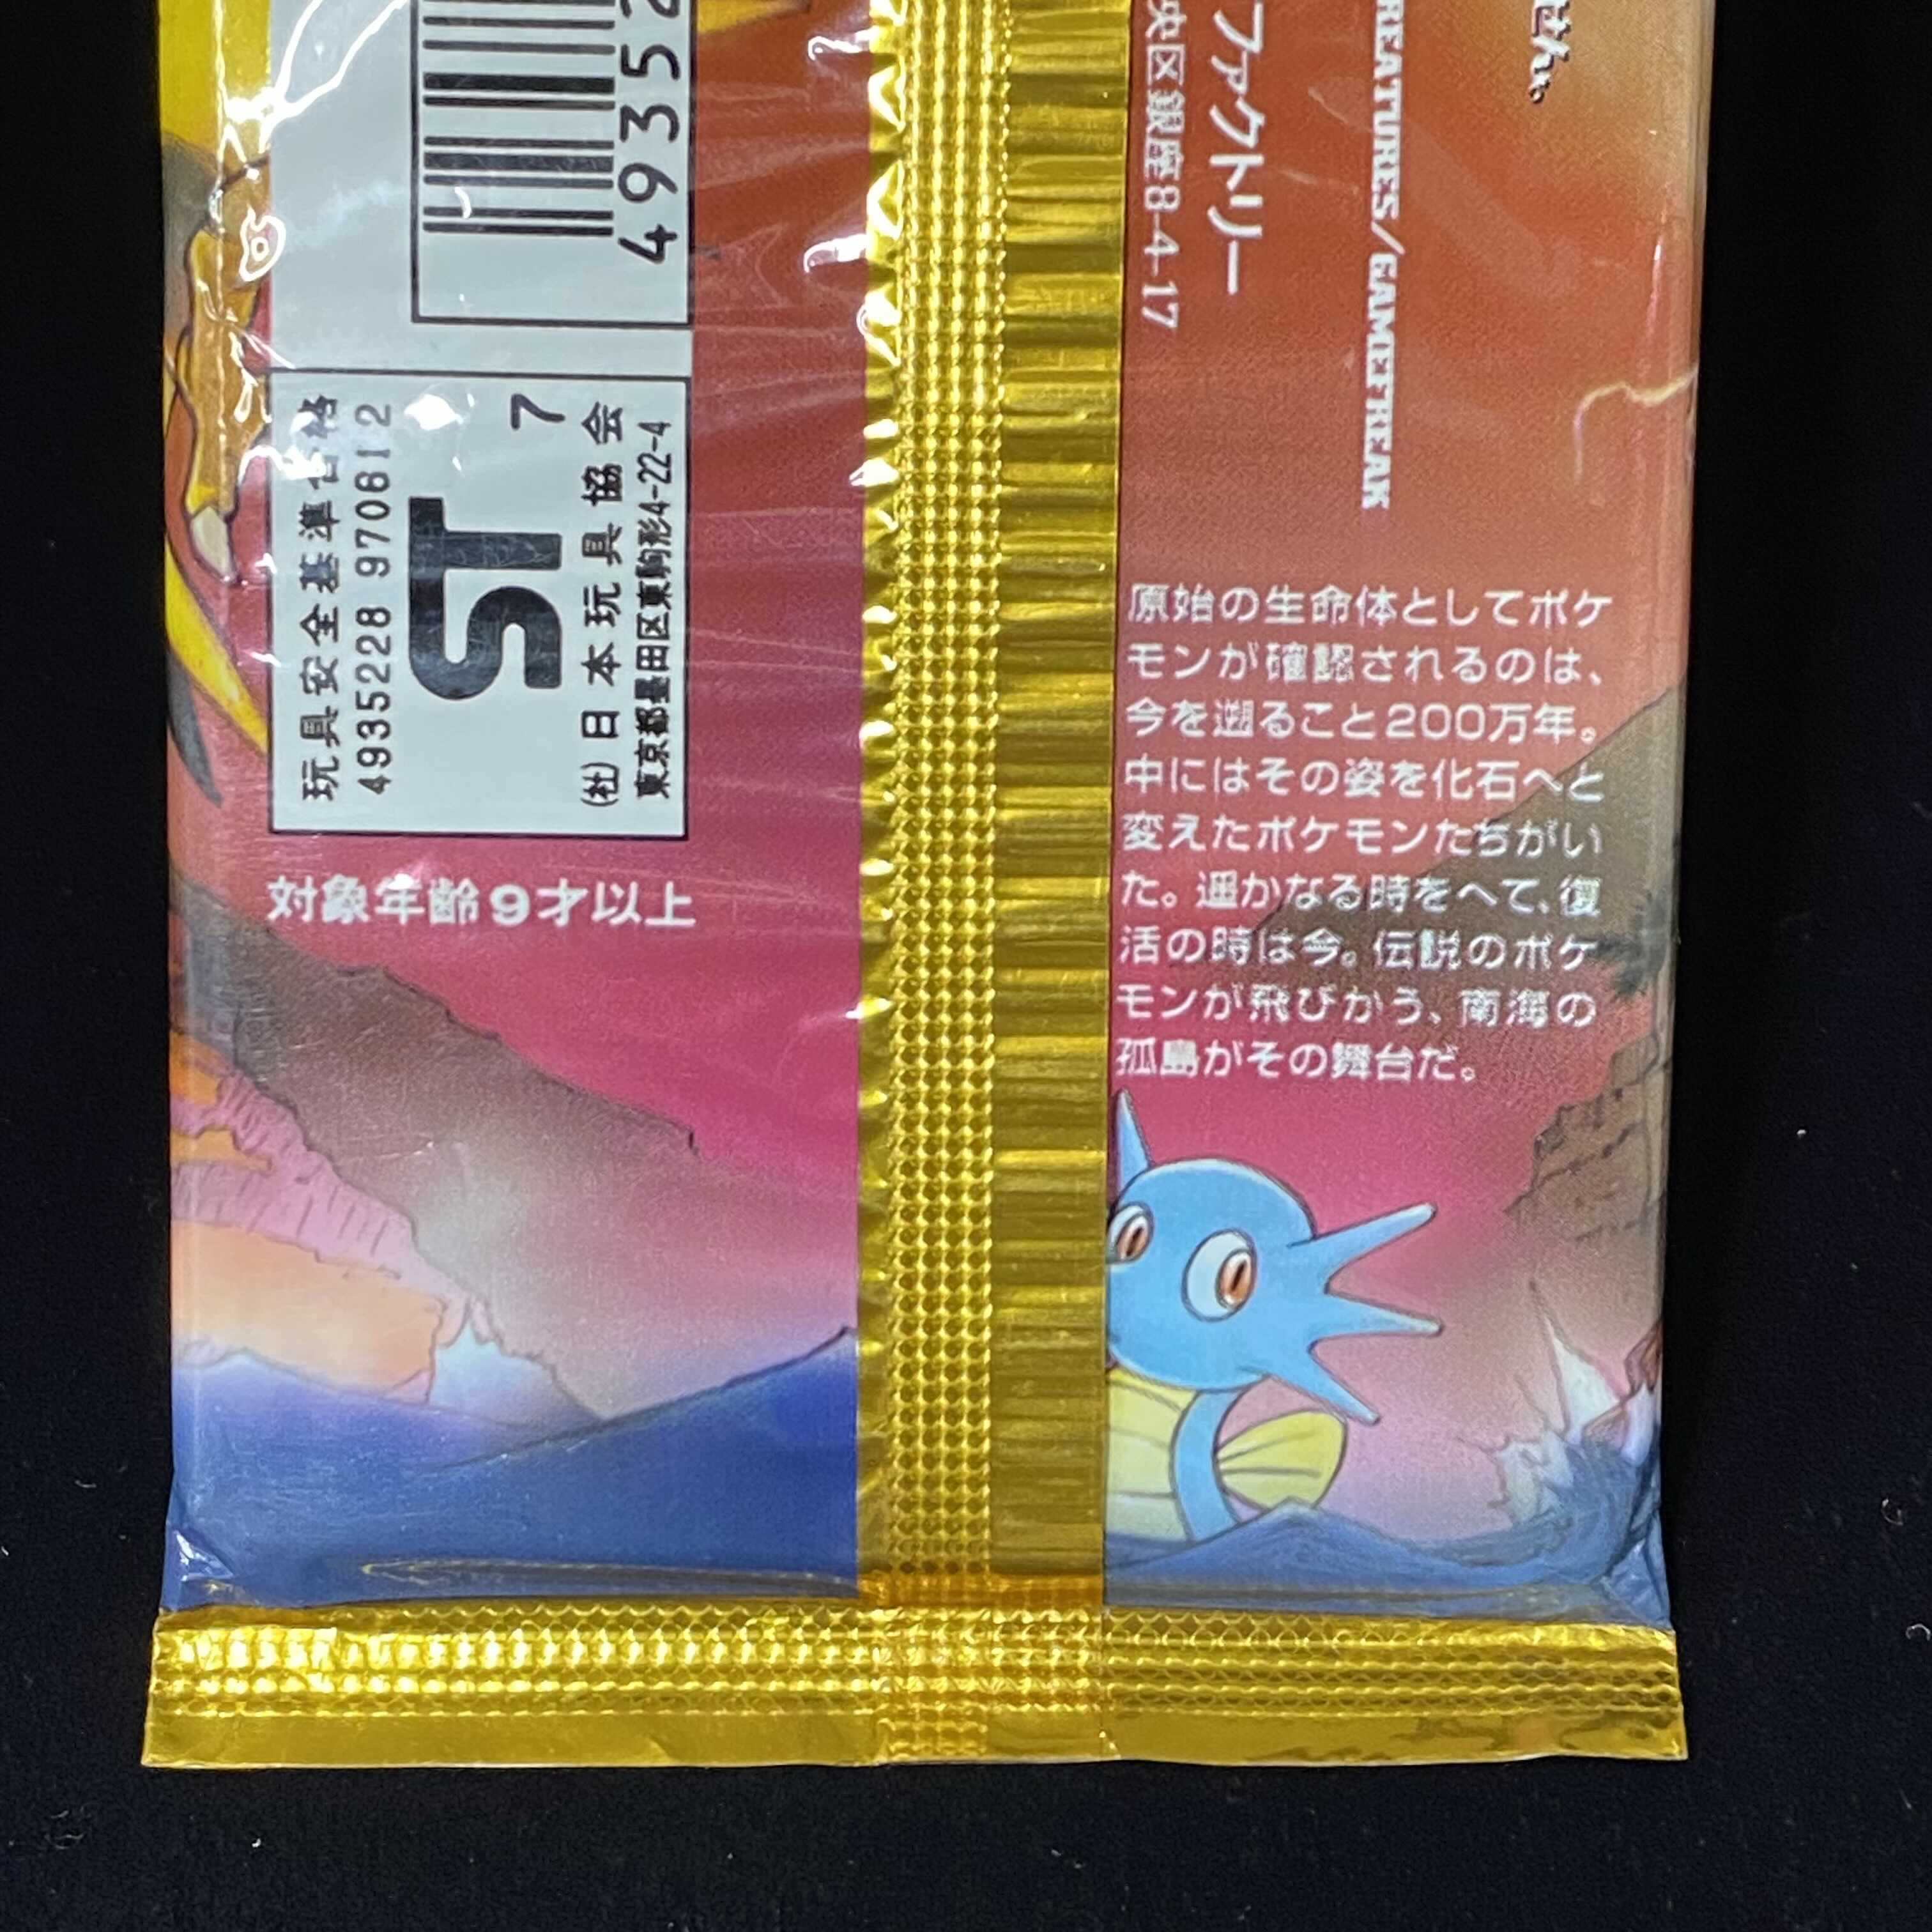 4 9352
玩具安全基準合格
4935228 970812
ST
7
(社)日本玩具協会
東京都墨田区東駒形4-22-4
対象年齢9才以上
せん。
CREATURES/GAMEFREAK
ファクトリー
央区銀座8-4-17
原始の生命体としてポケ
モンが確認されるのは、
今を遡ること200万年。
中にはその姿を化石へと
変えたポケモンたちがい
た。遥かなる時をへて、復
活の時は今。伝説のポケ
モンが飛びかう、南海の
孤島がその舞台だ。